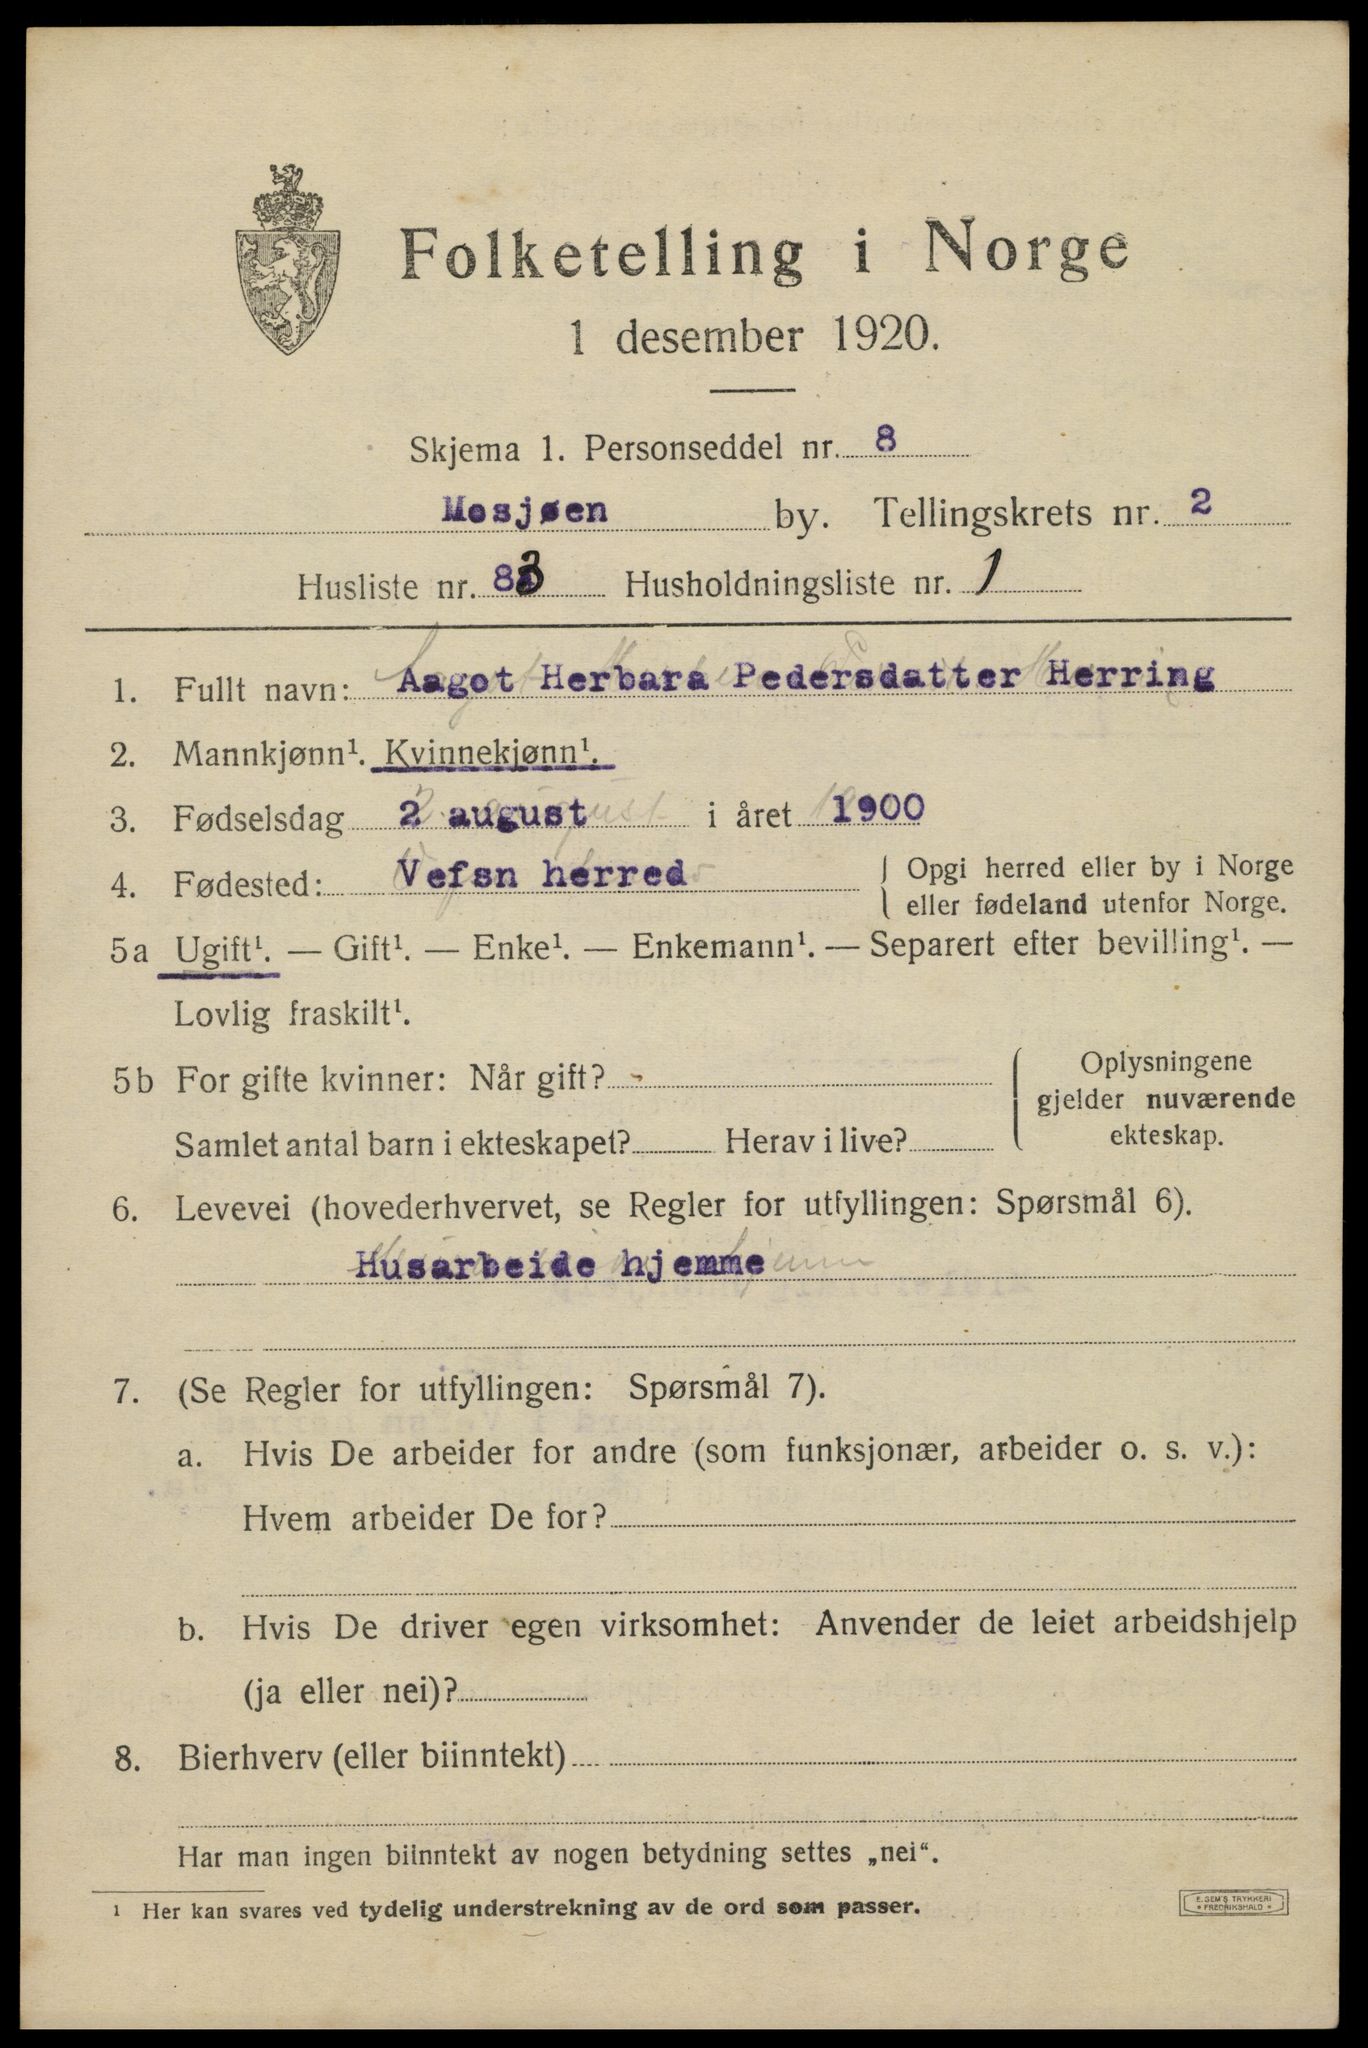 Folketelling i Norge
1 desember 1920.
Skjema 1. Personseddel nr. 8
Mosjøen by. Tellingskrets nr. 2
Husliste nr. 83 Husholdningsliste nr. 1
1. Fullt navn: Aagot Herbara Pedersdatter Herring
2. Mannkjønn¹. Kvinnekjønn¹.
3. Fødselsdag 2 august i året 1900
4. Fødested: Vefsn herred { Opgi herred eller by i Norge
eller fødeland utenfor Norge.
5a Ugift¹. — Gift¹. — Enke¹. — Enkemann¹. — Separert efter bevilling¹. —
Lovlig fraskilt¹.
5b For gifte kvinner: Når gift?
Samlet antal barn i ekteskapet? Herav i live?
Oplysningene
gjelder nuværende
ekteskap.
6. Levevei (hovederhvervet, se Regler for utfyllingen: Spørsmål 6).
Husarbeide hjemme
7. (Se Regler for utfyllingen: Spørsmål 7).
a. Hvis De arbeider for andre (som funksjonær, arbeider o. s. v.):
Hvem arbeider De for?
b. Hvis De driver egen virksomhet: Anvender de leiet arbeidshjelp
(ja eller nei)?
8. Bierhverv (eller biinntekt)
Har man ingen biinntekt av nogen betydning settes „nei“.
¹ Her kan svares ved tydelig understrekning av de ord som passer.
E. SEM'S TRYKKERI
* FREDRIKSHALD *